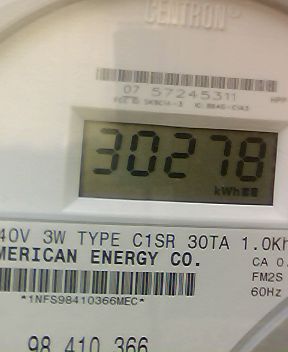 CENTRON®
07 57245311
30278
kWh
40V 3W TYPE C1SR 30TA 1.0Kh
MERICAN ENERGY CO.
CA 0.
FM2S
60Hz
*1NFS98410366MEC*
98 410 366